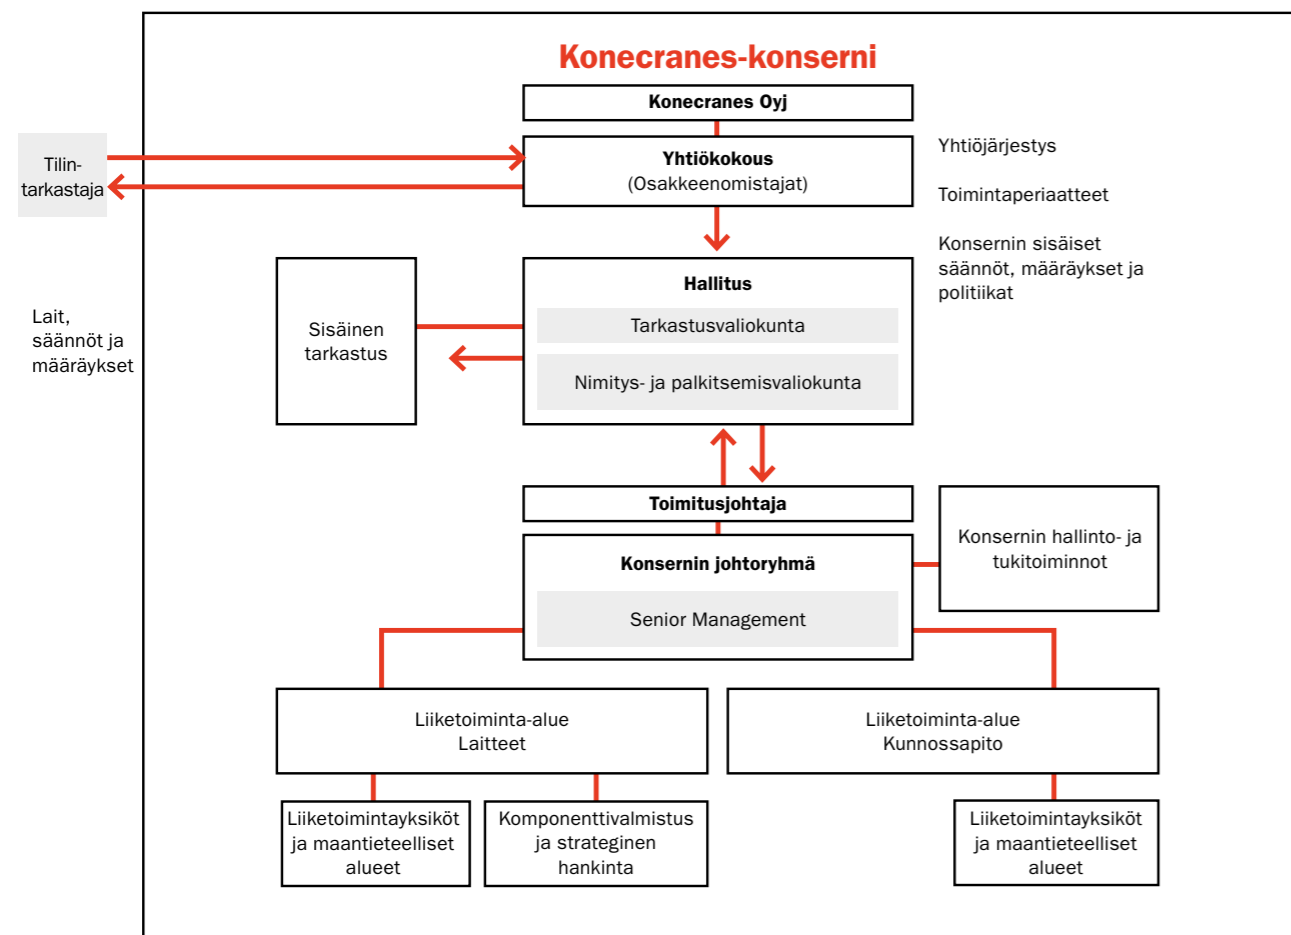 Konecranes-konserni
Konecranes Oyj
Tilin-
tarkastaja
Yhtiökokous
(Osakkeenomistajat)
Yhtiöjärjestys
Toimintaperiaatteet
Konsernin sisäiset
säännöt, määräykset ja
politiikat
Lait,
säännöt ja
määräykset
Sisäinen
tarkastus
Hallitus
Tarkastusvaliokunta
Nimitys- ja palkitsemisvaliokunta
Toimitusjohtaja
Konsernin johtoryhmä
Senior Management
Konsernin hallinto- ja
tukitoiminnot
Liiketoiminta-alue
Laitteet
Liiketoiminta-alue
Kunnossapito
Liiketoimintayksiköt
ja maantieteelliset
alueet
Komponenttivalmistus
ja strateginen
hankinta
Liiketoimintayksiköt
ja maantieteelliset
alueet